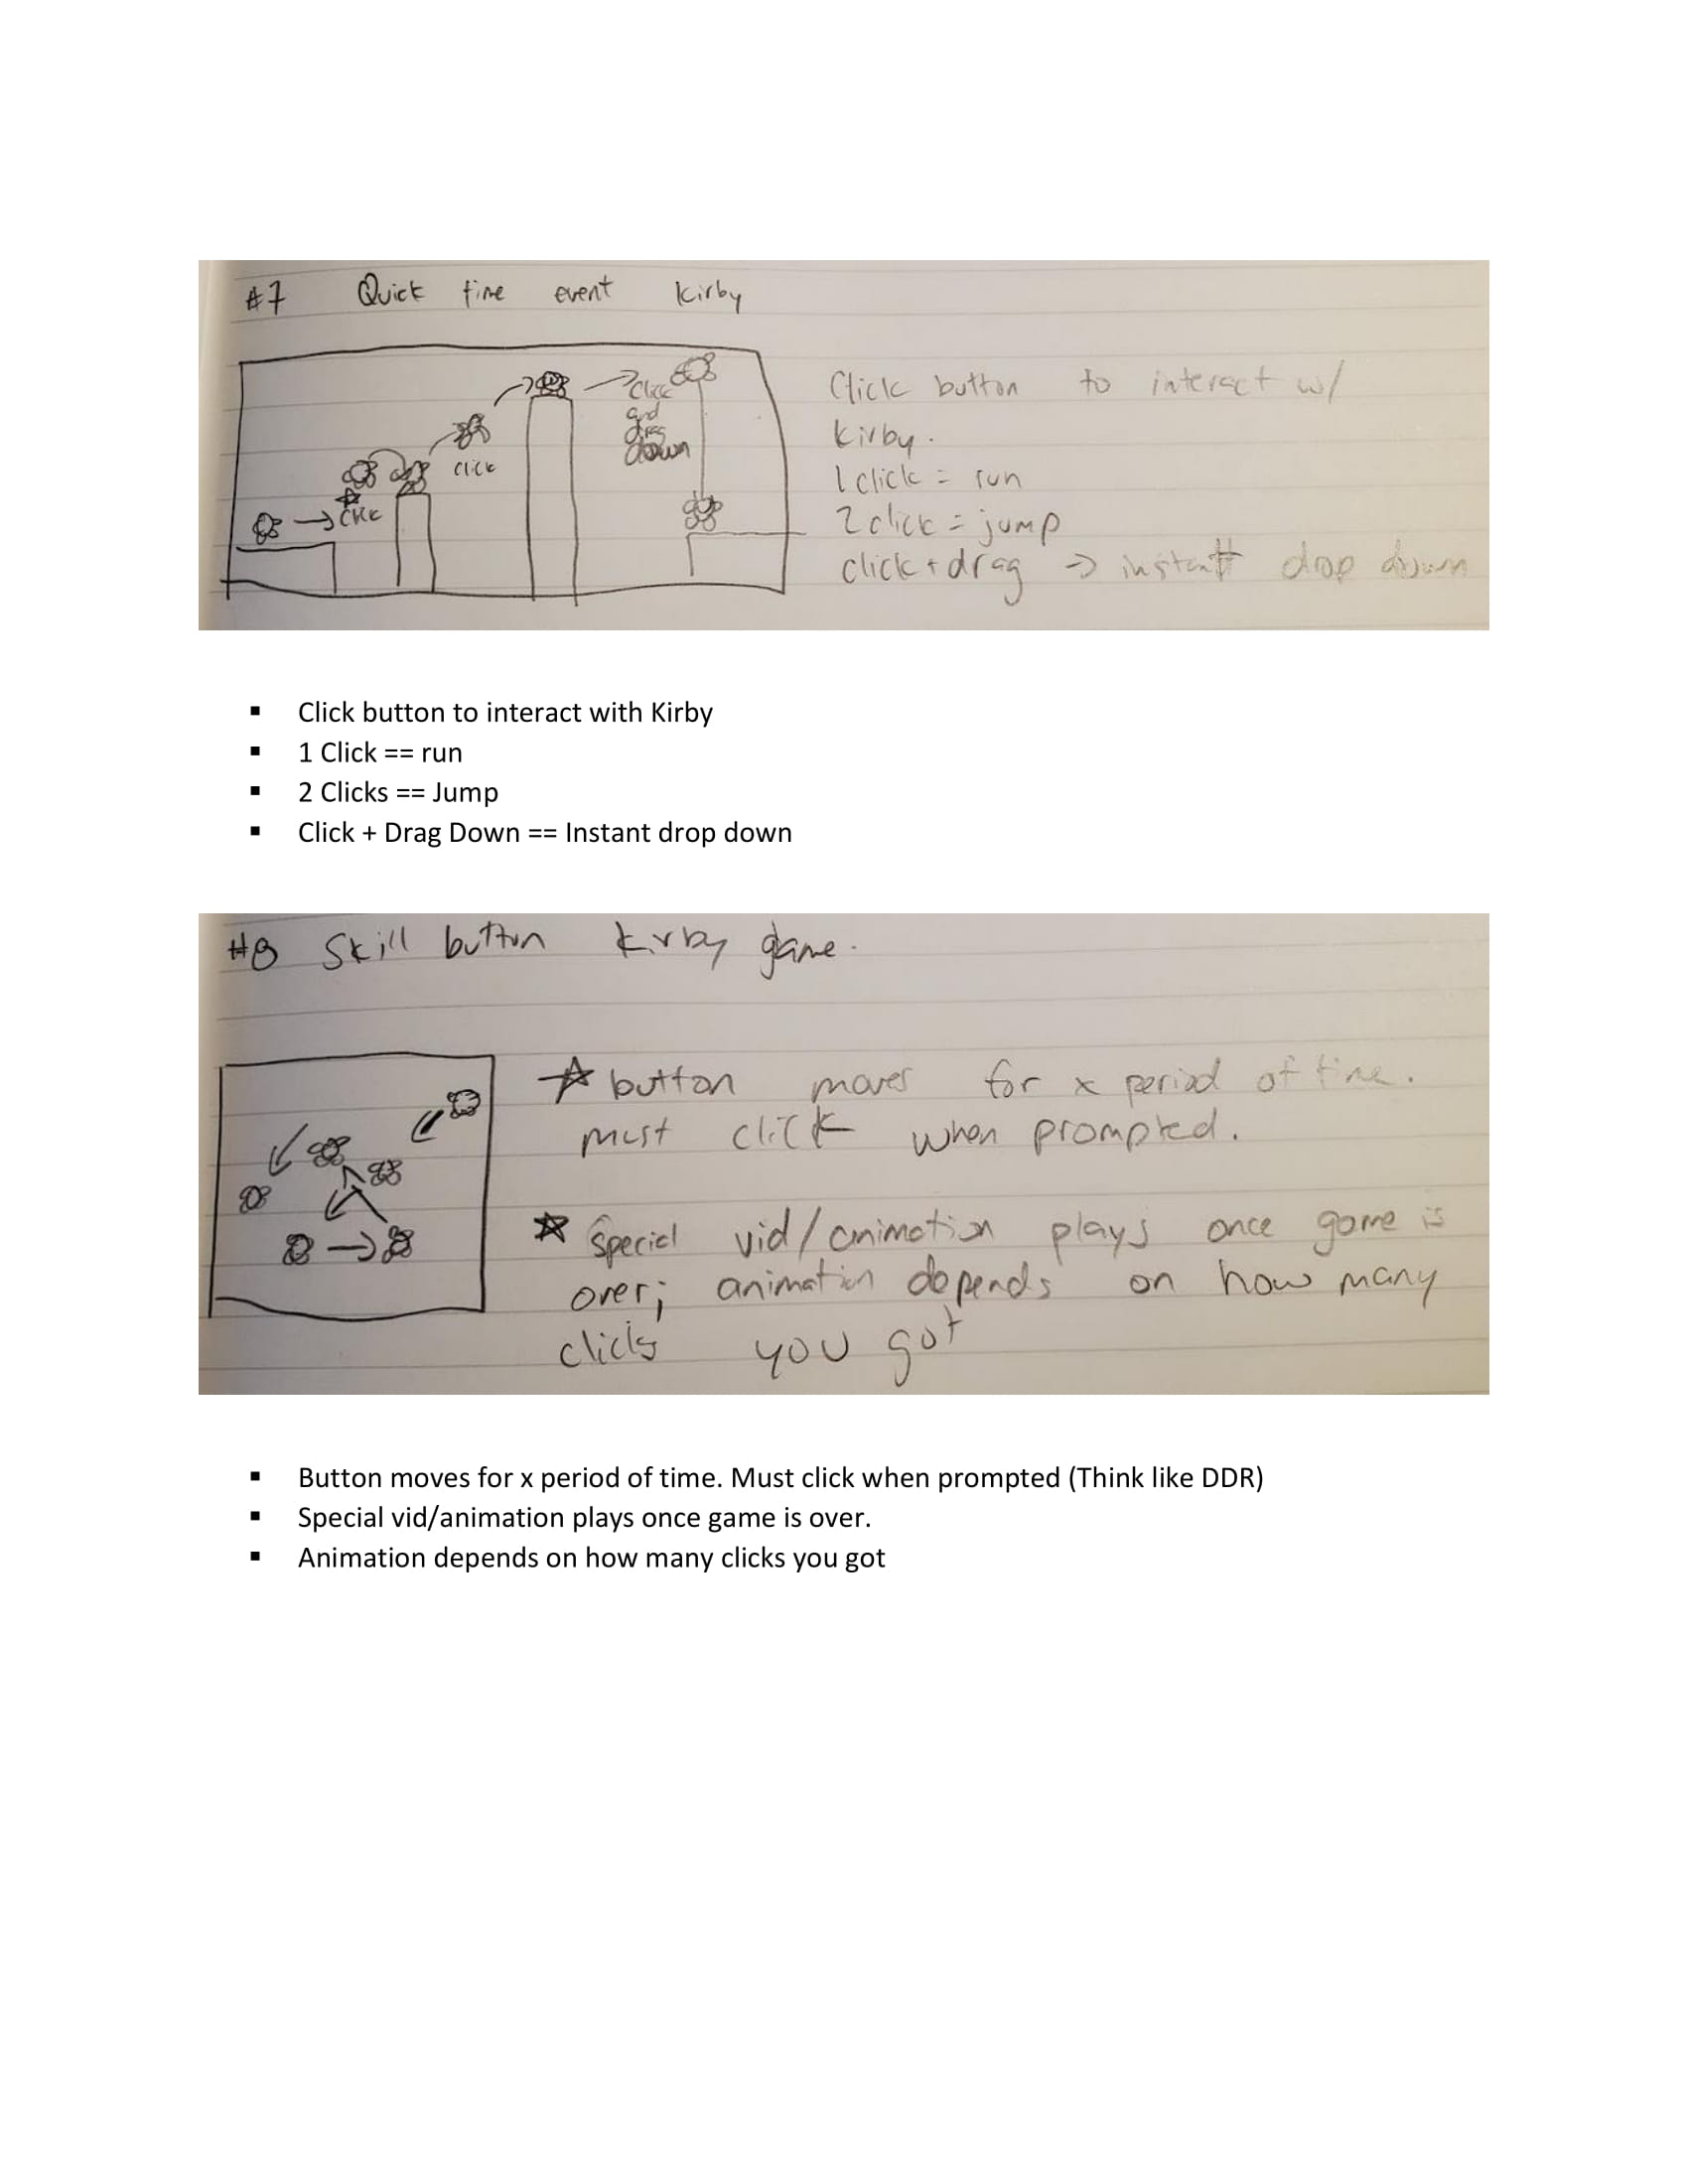 #7 Quick time event Kirby
Click
and
drag
down
click
click
Click button to interact w/
Kirby.
1 click = run
2 click = jump
click + drag → instant drop down
▪ Click button to interact with Kirby
▪ 1 Click == run
▪ 2 Clicks == Jump
▪ Click + Drag Down == Instant drop down
#8 Skill button Kirby game.
☆ button moves for x period of time.
must click when prompted.
☆ Special vid/animation plays once game is
over; animation depends on how many
clicks you got
▪ Button moves for x period of time. Must click when prompted (Think like DDR)
▪ Special vid/animation plays once game is over.
▪ Animation depends on how many clicks you got